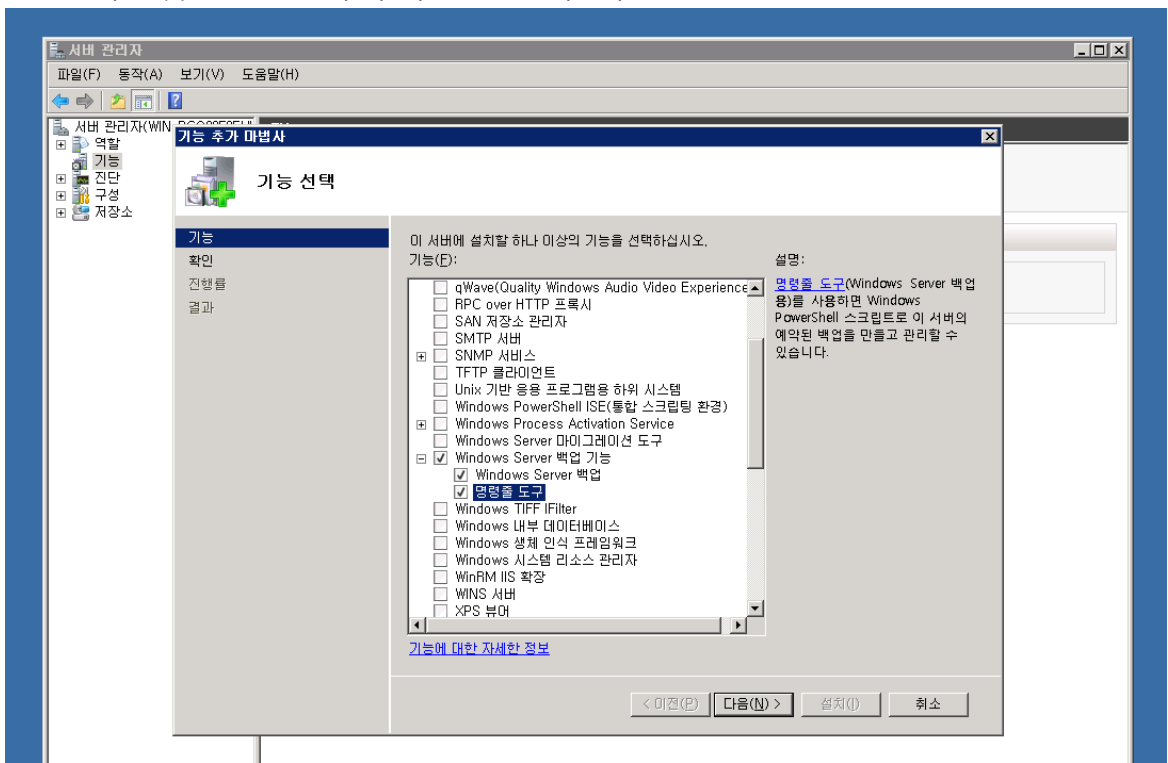 서버 관리자
파일(F) 동작(A) 보기(V) 도움말(H)
서버 관리자(WIN
역할
기능
진단
구성
저장소
기능 추가 마법사
기능 선택
기능
확인
진행률
결과
이 서버에 설치할 하나 이상의 기능을 선택하십시오.
기능(F):
qWave(Quality Windows Audio Video Experience
RPC over HTTP 프록시
SAN 저장소 관리자
SMTP 서버
SNMP 서비스
TFTP 클라이언트
Unix 기반 응용 프로그램용 하위 시스템
Windows PowerShell ISE(통합 스크립팅 환경)
Windows Process Activation Service
Windows Server 마이그레이션 도구
Windows Server 백업 기능
Windows Server 백업
명령줄 도구
Windows TIFF IFilter
Windows 내부 데이터베이스
Windows 생체 인식 프레임워크
Windows 시스템 리소스 관리자
WinRM IIS 확장
WINS 서버
XPS 뷰어
기능에 대한 자세한 정보
설명:
명령줄 도구(Windows Server 백업
용)를 사용하면 Windows
PowerShell 스크립트로 이 서버의
예약된 백업을 만들고 관리할 수
있습니다.
< 이전(P) 다음(N) > 설치(I) 취소